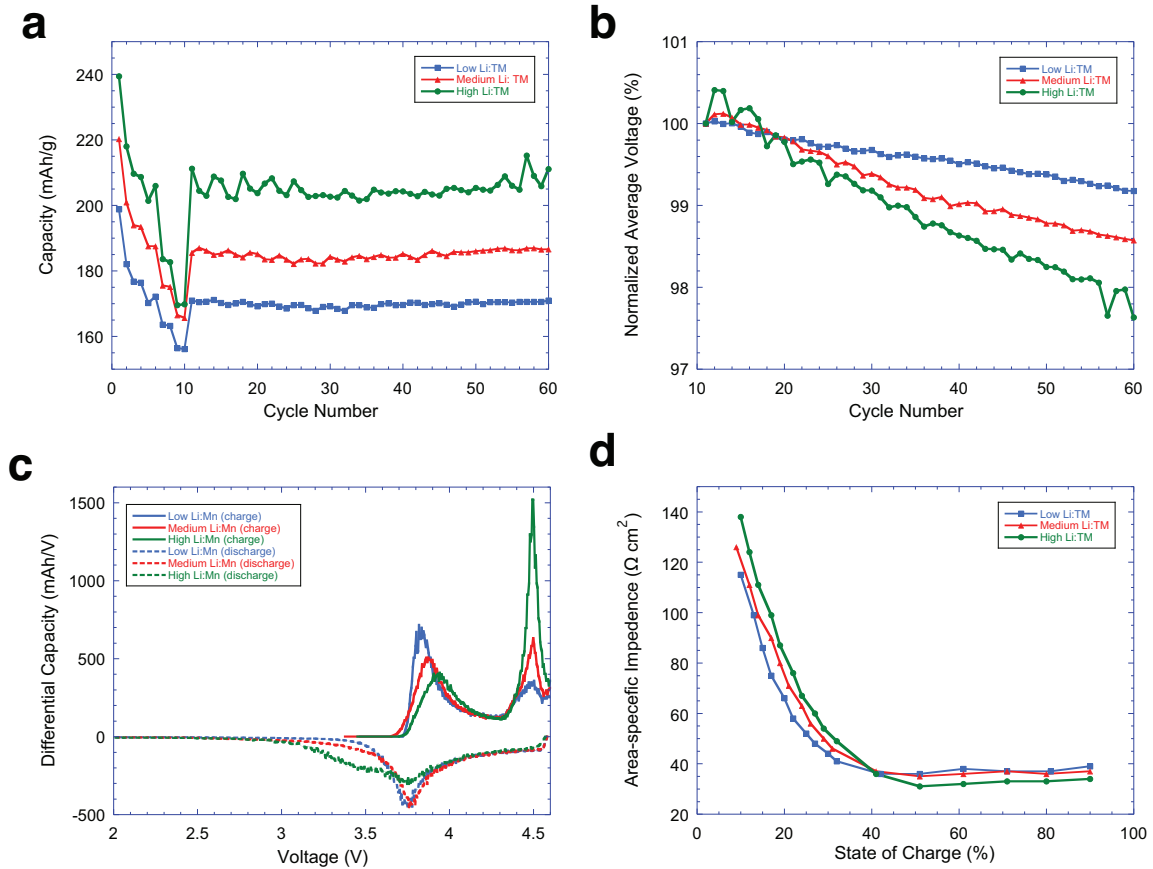 a
240
220
200
180
160
Capacity (mAh/g)
Low Li:TM
Medium Li: TM
High Li:TM
0
10
20
30
40
50
60
Cycle Number
b
101
100
99
98
97
Normalized Average Voltage (%)
Low Li:TM
Medium Li:TM
High Li:TM
10
20
30
40
50
60
Cycle Number
c
1500
1000
500
0
-500
Differential Capacity (mAh/V)
Low Li:Mn (charge)
Medium Li:Mn (charge)
High Li:Mn (charge)
Low Li:Mn (discharge)
Medium Li:Mn (discharge)
High Li:Mn (discharge)
2
2.5
3
3.5
4
4.5
Voltage (V)
d
140
120
100
80
60
40
20
Area-specefic Impedence (Ω cm²)
Low Li:TM
Medium Li:TM
High Li:TM
0
20
40
60
80
100
State of Charge (%)